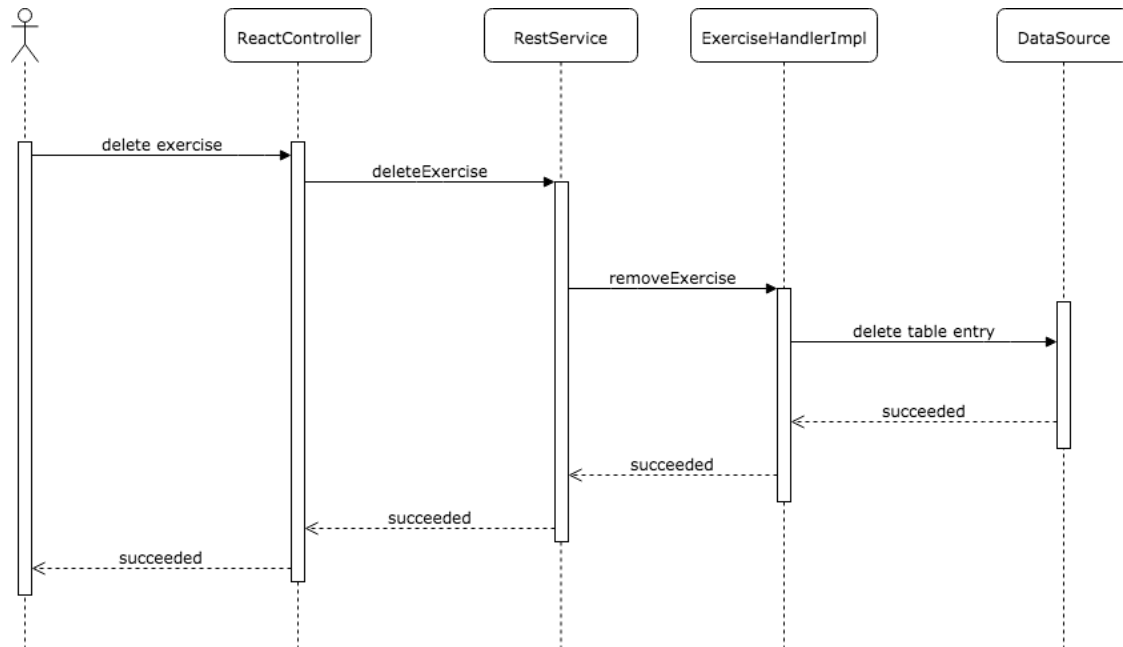 ReactController
RestService
ExerciseHandlerImpl
DataSource
delete exercise
deleteExercise
removeExercise
delete table entry
succeeded
succeeded
succeeded
succeeded